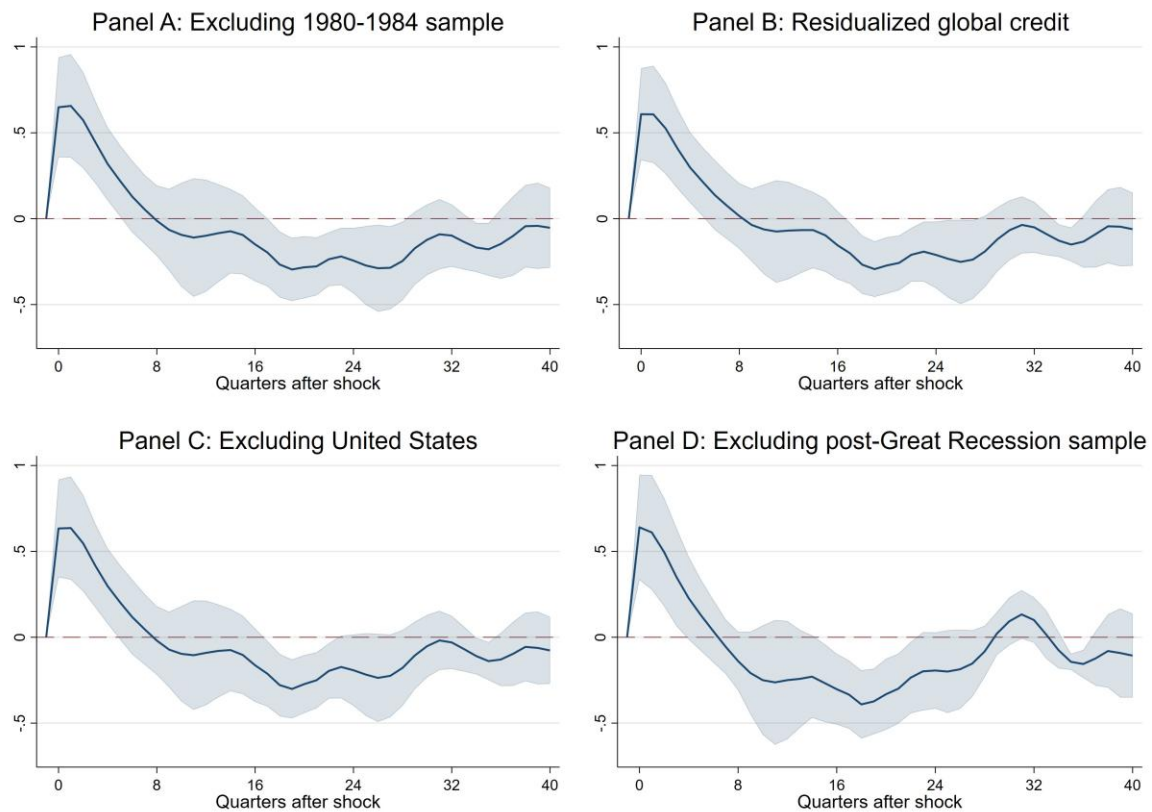 Panel A: Excluding 1980-1984 sample
1
.5
0
-.5
0 8 16 24 32 40
Quarters after shock
Panel B: Residualized global credit
1
.5
0
-.5
0 8 16 24 32 40
Quarters after shock
Panel C: Excluding United States
1
.5
0
-.5
0 8 16 24 32 40
Quarters after shock
Panel D: Excluding post-Great Recession sample
1
.5
0
-.5
0 8 16 24 32 40
Quarters after shock